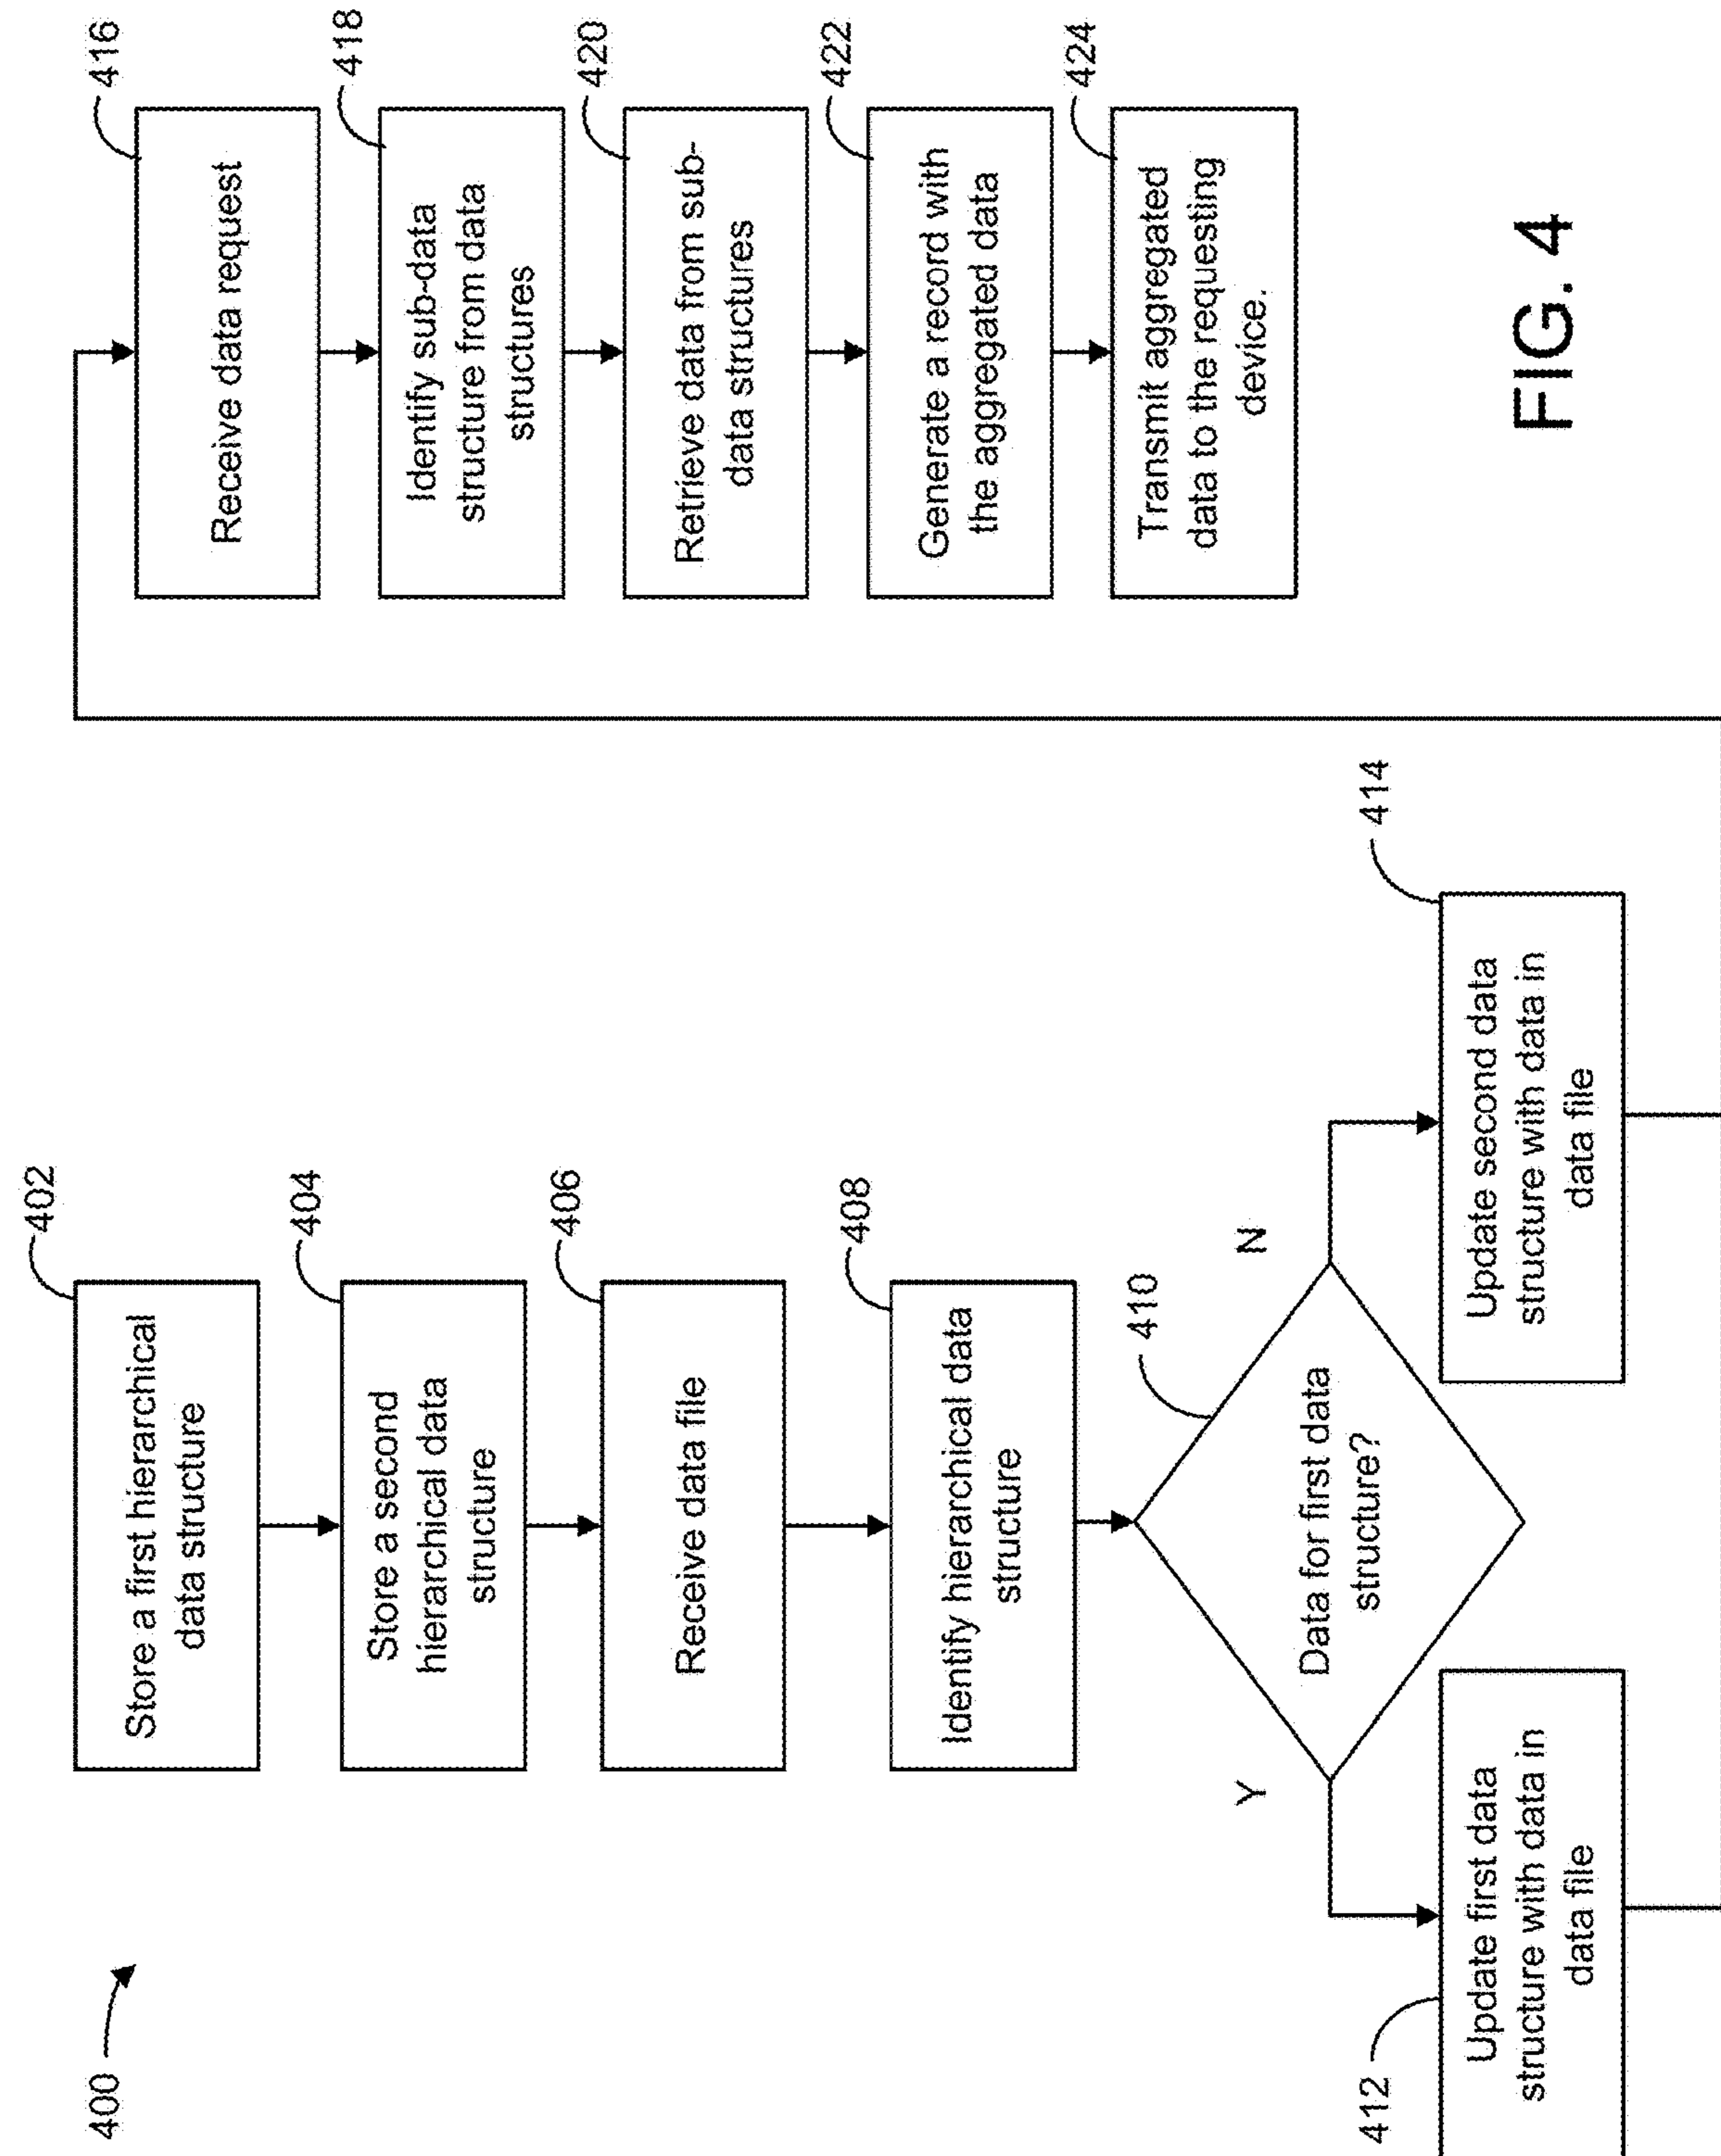 400
402
Store a first hierarchical
data structure
404
Store a second
hierarchical data
structure
406
Receive data file
408
Identify hierarchical data
structure
410
Data for first data
structure?
Y
N
412
Update first data
structure with data in
data file
414
Update second data
structure with data in
data file
416
Receive data request
418
Identify sub-data
structure from data
structures
420
Retrieve data from sub-
data structures
422
Generate a record with
the aggregated data
424
Transmit aggregated
data to the requesting
device.
FIG. 4